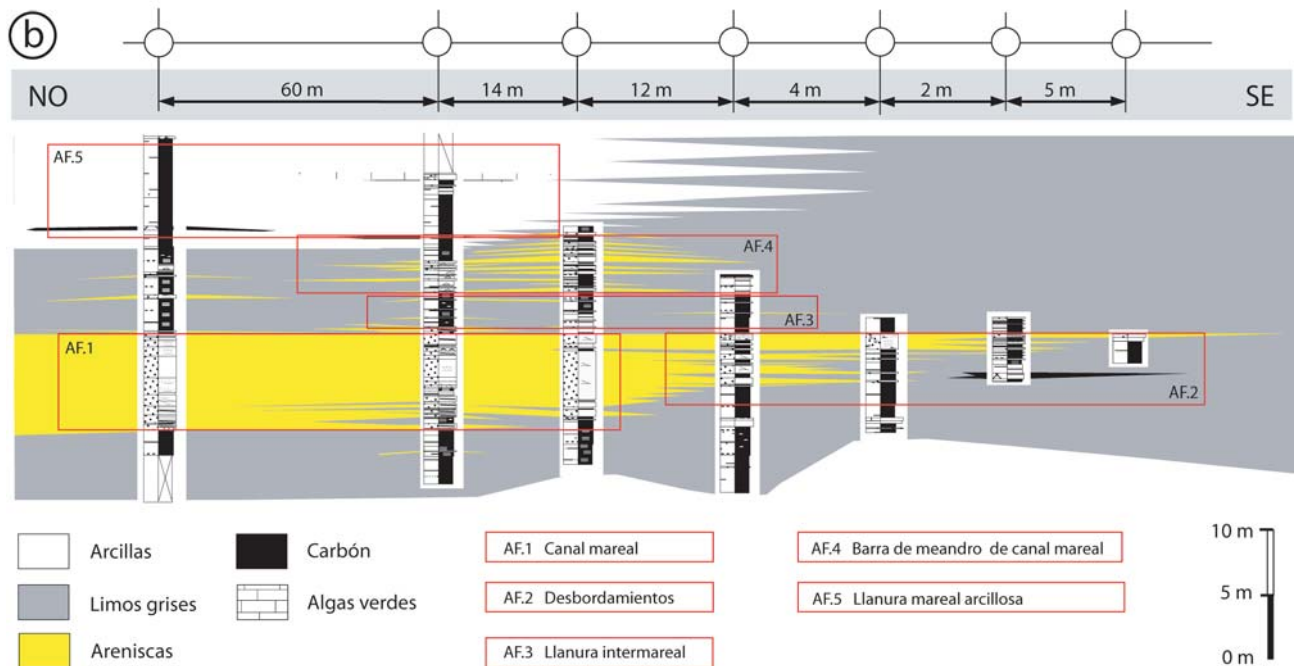 b
NO 60 m 14 m 12 m 4 m 2 m 5 m SE
AF.5
AF.4
AF.3
AF.1
AF.2
Arcillas
Limos grises
Areniscas
Carbón
Algas verdes
AF.1 Canal mareal
AF.2 Desbordamientos
AF.3 Llanura intermareal
AF.4 Barra de meandro de canal mareal
AF.5 Llanura mareal arcillosa
10 m
5 m
0 m